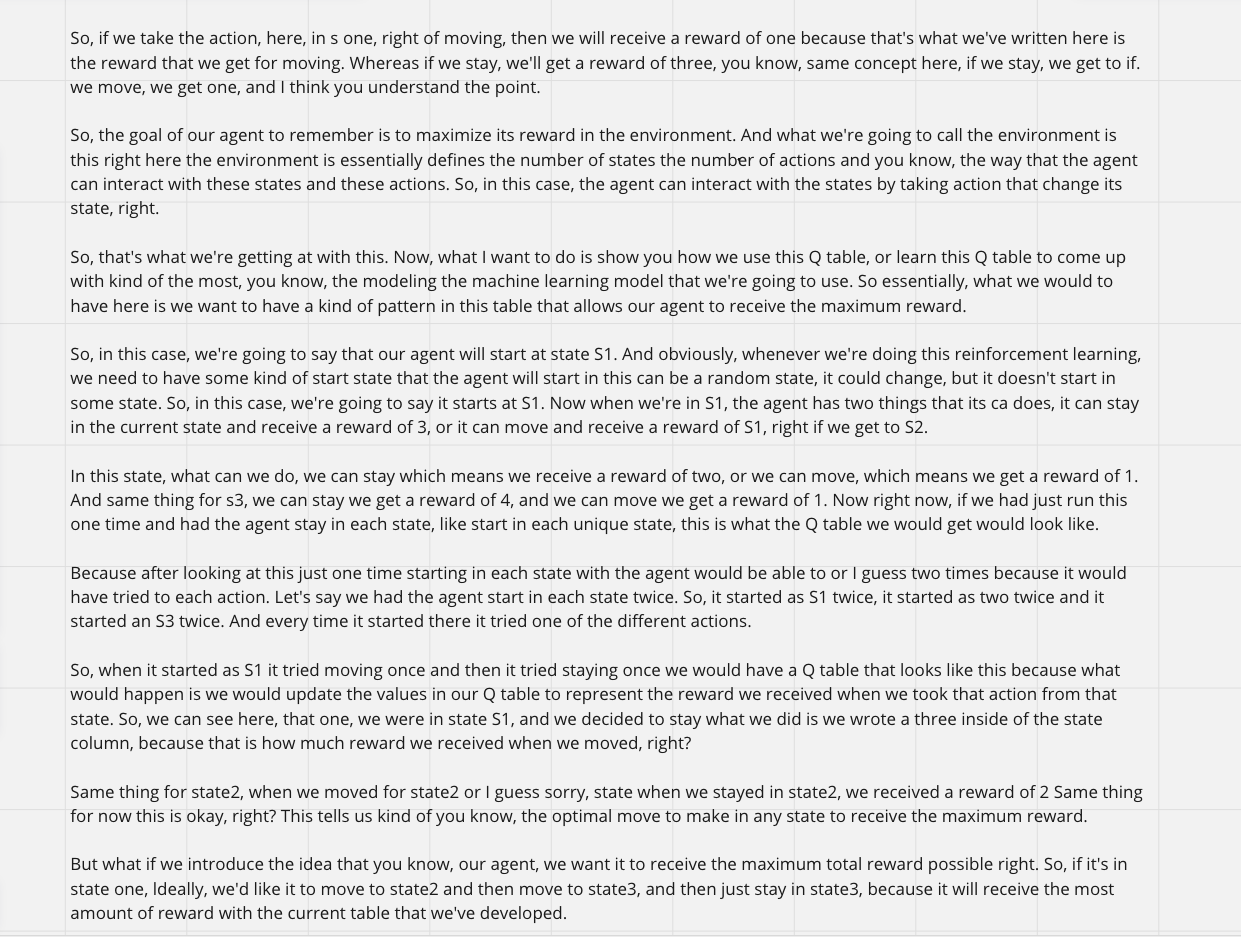 So, if we take the action, here, in s one, right of moving, then we will receive a reward of one because that's what we've written here is
the reward that we get for moving. Whereas if we stay, we'll get a reward of three, you know, same concept here, if we stay, we get to if.
we move, we get one, and I think you understand the point.
So, the goal of our agent to remember is to maximize its reward in the environment. And what we're going to call the environment is
this right here the environment is essentially defines the number of states the number of actions and you know, the way that the agent
can interact with these states and these actions. So, in this case, the agent can interact with the states by taking action that change its
state, right.
So, that's what we're getting at with this. Now, what I want to do is show you how we use this Q table, or learn this Q table to come up
with kind of the most, you know, the modeling the machine learning model that we're going to use. So essentially, what we would to
have here is we want to have a kind of pattern in this table that allows our agent to receive the maximum reward.
So, in this case, we're going to say that our agent will start at state S1. And obviously, whenever we're doing this reinforcement learning,
we need to have some kind of start state that the agent will start in this can be a random state, it could change, but it doesn't start in
some state. So, in this case, we're going to say it starts at S1. Now when we're in S1, the agent has two things that its ca does, it can stay
in the current state and receive a reward of 3, or it can move and receive a reward of S1, right if we get to S2.
In this state, what can we do, we can stay which means we receive a reward of two, or we can move, which means we get a reward of 1.
And same thing for s3, we can stay we get a reward of 4, and we can move we get a reward of 1. Now right now, if we had just run this
one time and had the agent stay in each state, like start in each unique state, this is what the Q table we would get would look like.
Because after looking at this just one time starting in each state with the agent would be able to or I guess two times because it would
have tried to each action. Let's say we had the agent start in each state twice. So, it started as S1 twice, it started as two twice and it
started an S3 twice. And every time it started there it tried one of the different actions.
So, when it started as S1 it tried moving once and then it tried staying once we would have a Q table that looks like this because what
would happen is we would update the values in our Q table to represent the reward we received when we took that action from that
state. So, we can see here, that one, we were in state S1, and we decided to stay what we did is we wrote a three inside of the state
column, because that is how much reward we received when we moved, right?
Same thing for state2, when we moved for state2 or I guess sorry, state when we stayed in state2, we received a reward of 2 Same thing
for now this is okay, right? This tells us kind of you know, the optimal move to make in any state to receive the maximum reward.
But what if we introduce the idea that you know, our agent, we want it to receive the maximum total reward possible right. So, if it's in
state one, ldeally, we'd like it to move to state2 and then move to state3, and then just stay in state3, because it will receive the most
amount of reward with the current table that we've developed.